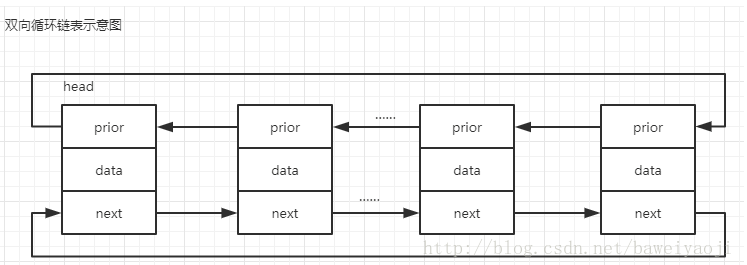 双向循环链表示意图
head
......
prior prior prior prior
data data data data
......
next next next next
http://blog.csdn.net/baweiyaoji